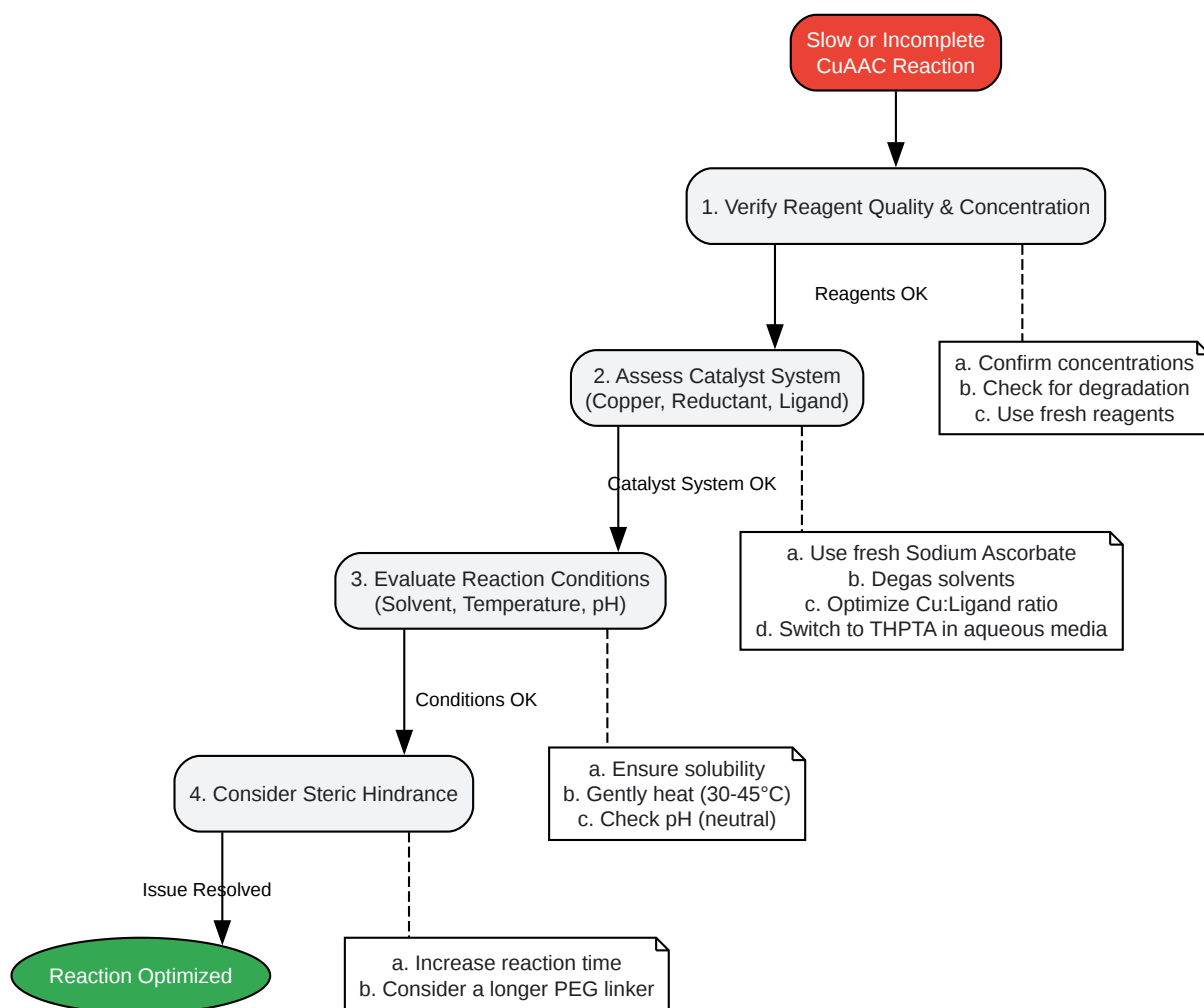 Slow or Incomplete
CuAAC Reaction
1. Verify Reagent Quality & Concentration
Reagents OK
a. Confirm concentrations
b. Check for degradation
c. Use fresh reagents
2. Assess Catalyst System
(Copper, Reductant, Ligand)
Catalyst System OK
a. Use fresh Sodium Ascorbate
b. Degas solvents
c. Optimize Cu:Ligand ratio
d. Switch to THPTA in aqueous media
3. Evaluate Reaction Conditions
(Solvent, Temperature, pH)
Conditions OK
a. Ensure solubility
b. Gently heat (30-45°C)
c. Check pH (neutral)
4. Consider Steric Hindrance
Issue Resolved
Reaction Optimized
a. Increase reaction time
b. Consider a longer PEG linker